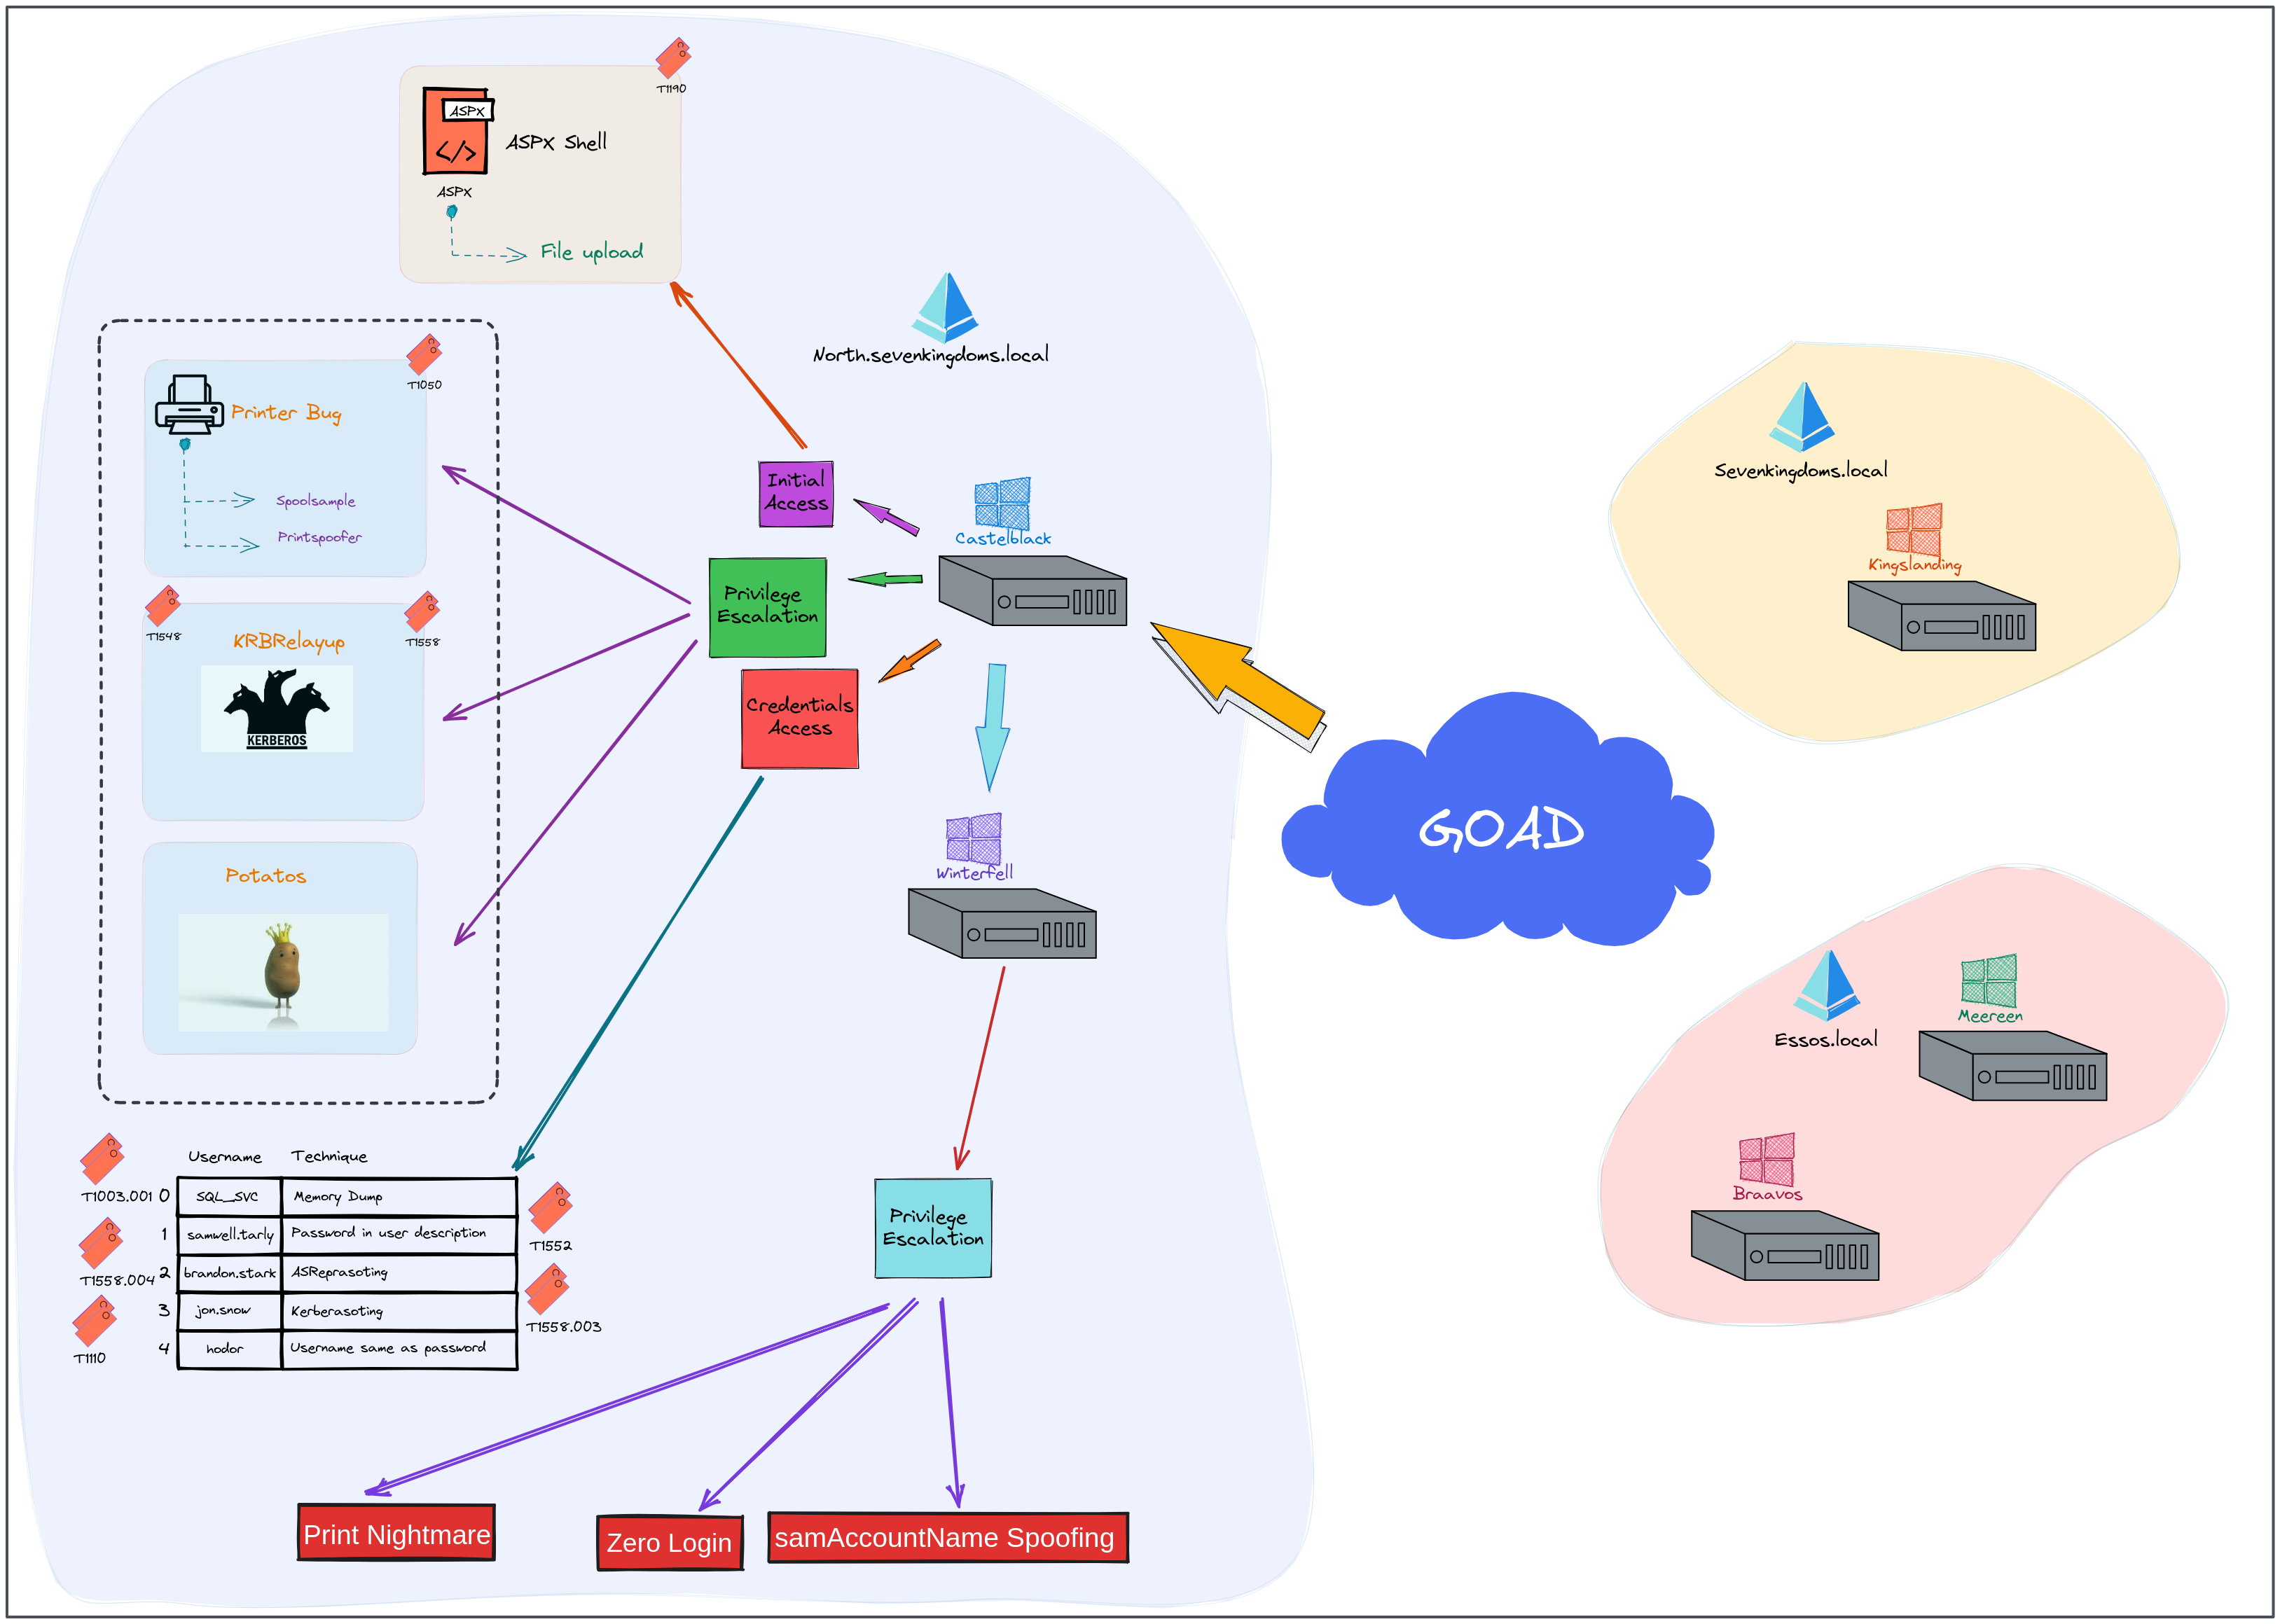 T1190
ASPX
ASPX Shell
</>
ASPX
File upload
North.sevenkingdoms.local
T1050
Printer Bug
Spoolsample
Printspoofer
T1548
T1558
KRBRelayup
KERBEROS
Potatos
Initial
Access
Privilege
Escalation
Credentials
Access
Castelblack
Winterfell
GOAD
Sevenkingdoms.local
Kingslanding
Essos.local
Meereen
Braavos
Username Technique
T1003.001 0 SQL_SVC Memory Dump
1 samwell.tarly Password in user description
T1552
T1558.004 2 brandon.stark ASReprasoting
3 jon.snow Kerberasoting
T1558.003
T1110
4 hodor Username same as password
Privilege
Escalation
Print Nightmare
Zero Login
samAccountName Spoofing